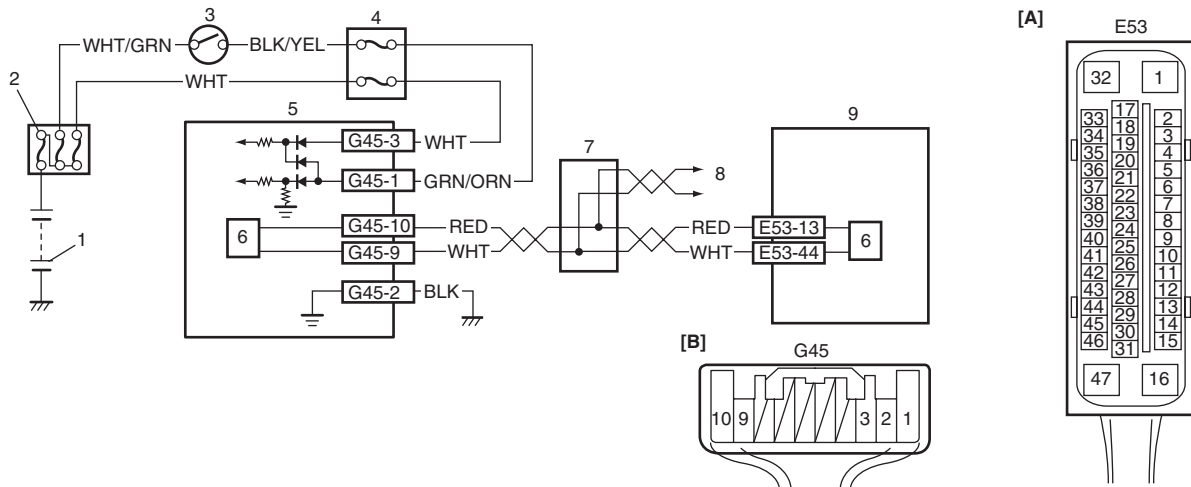 3
4
[A]
E53
WHT/GRN
BLK/YEL
2
WHT
5
9
G45-3
WHT
7
G45-1
GRN/ORN
8
6
G45-10
RED
RED
E53-13
6
G45-9
WHT
WHT
E53-44
1
G45-2
BLK
[B]
G45
10
9
3
2
1
32
1
17
33
2
18
34
3
19
35
4
20
36
5
21
37
6
22
38
7
23
39
8
24
40
9
25
41
10
26
42
11
27
43
12
28
44
13
29
45
14
30
46
15
31
47
16